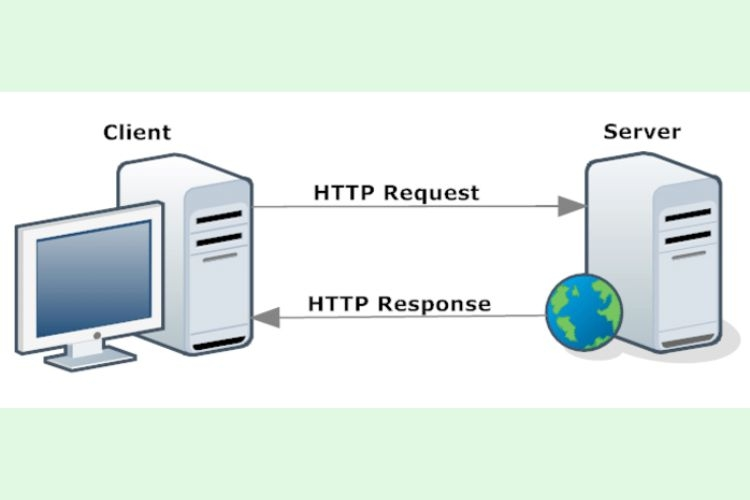 Client
Server
HTTP Request
HTTP Response